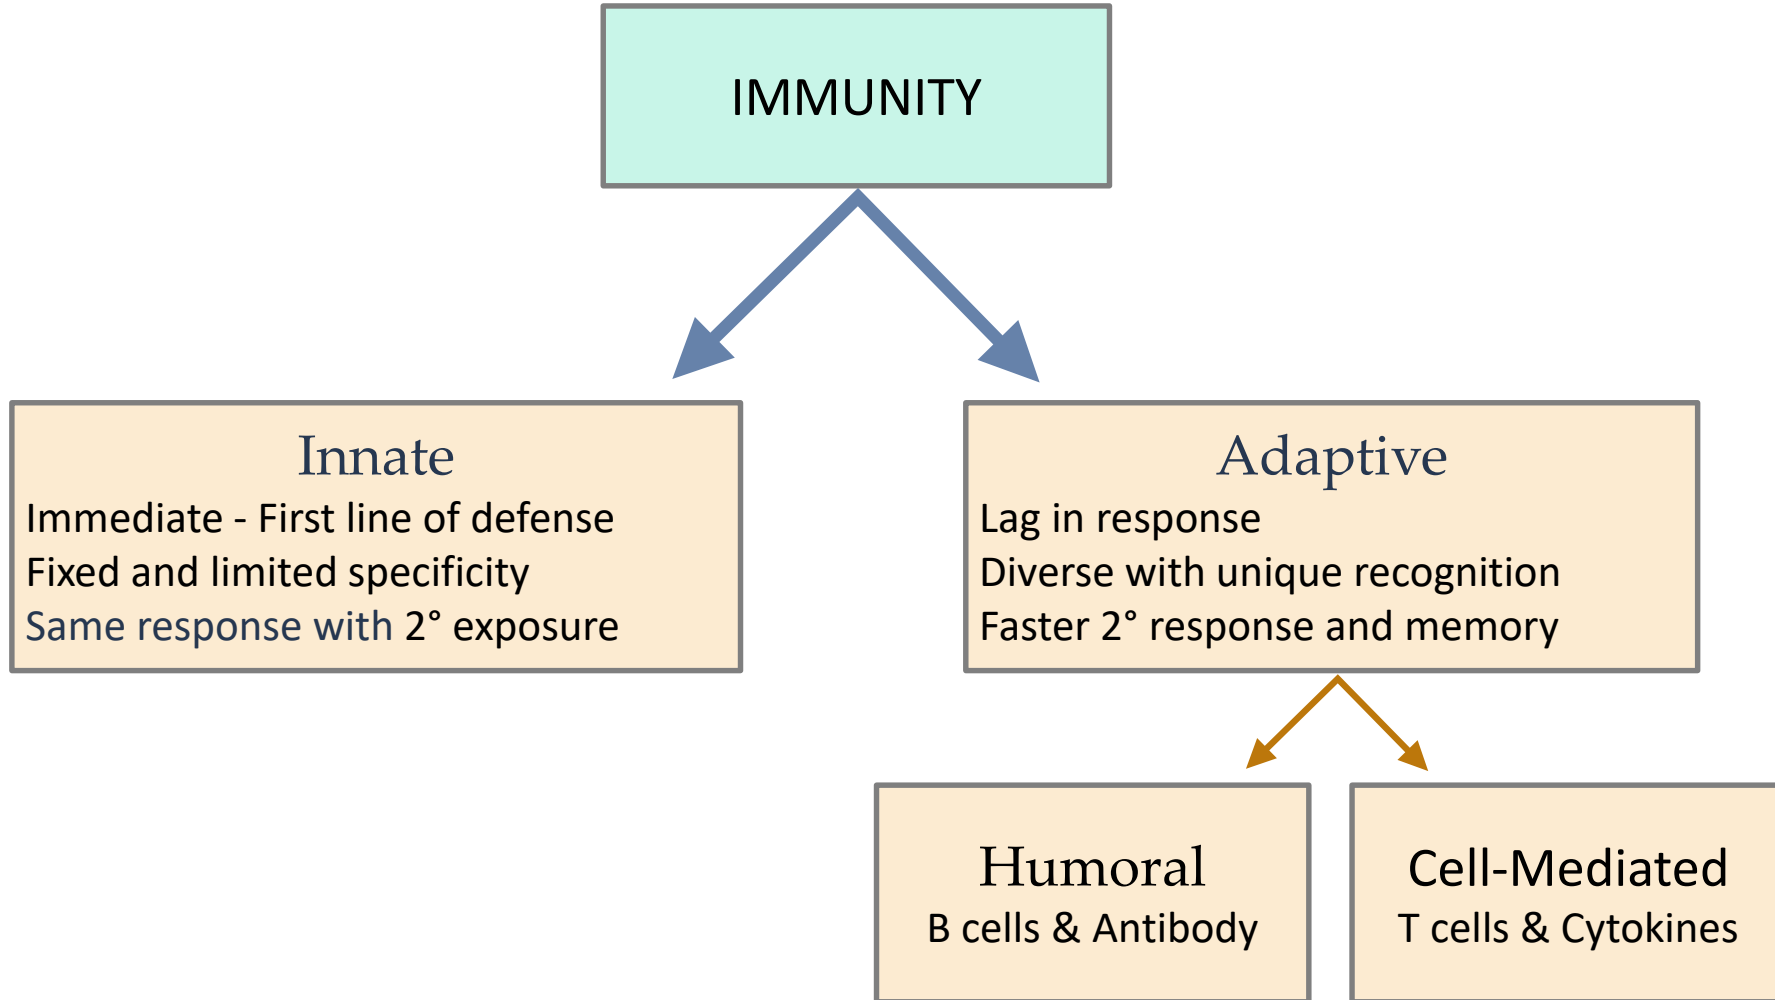 IMMUNITY
Innate
Immediate - First line of defense
Fixed and limited specificity
Same response with 2° exposure
Adaptive
Lag in response
Diverse with unique recognition
Faster 2° response and memory
Humoral
B cells & Antibody
Cell-Mediated
T cells & Cytokines